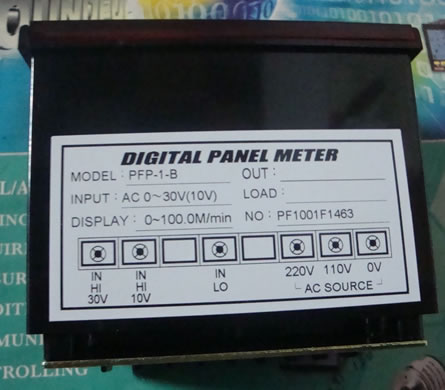 DIGITAL PANEL METER
MODEL: PFP-1-B OUT:
INPUT: AC 0~30V(10V) LOAD:
DISPLAY: 0~100.0M/min NO: PF1001F1463
IN IN IN 220V 110V 0V
HI HI LO AC SOURCE
30V 10V
TROLLING